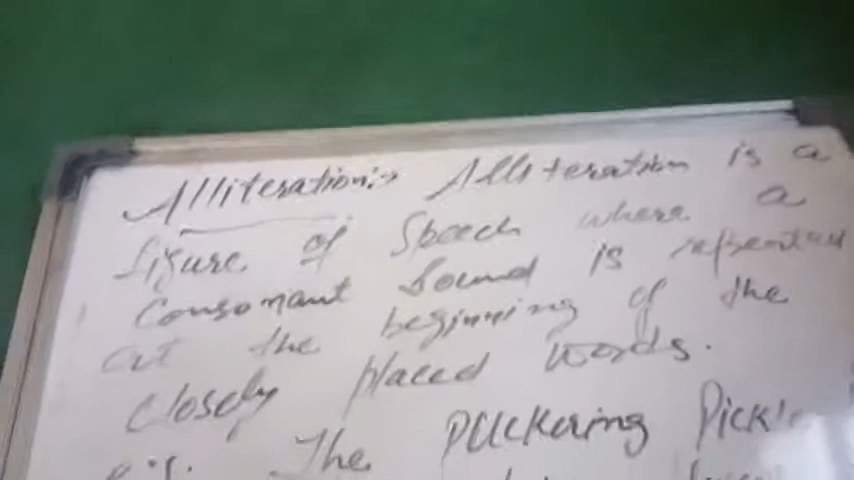 Alliteration:→ Alliteration is a
figure of Speech where a
Consonant Sound is repeated
at the beginning of the
closely placed words.
The Puckering Pickle